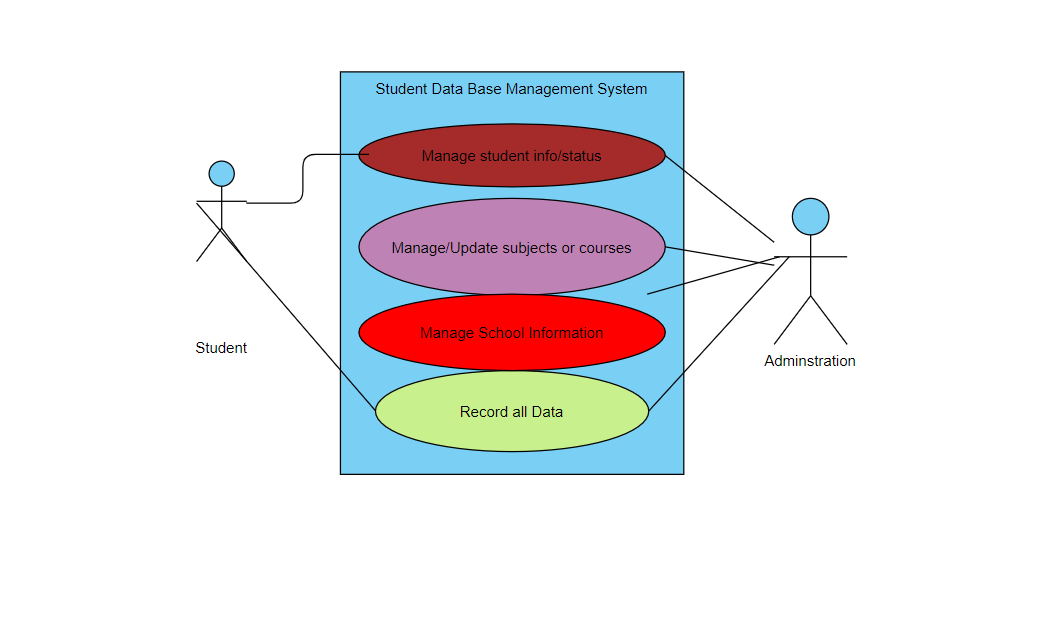 Student Data Base Management System
Manage student info/status
Manage/Update subjects or courses
Manage School Information
Record all Data
Student
Adminstration